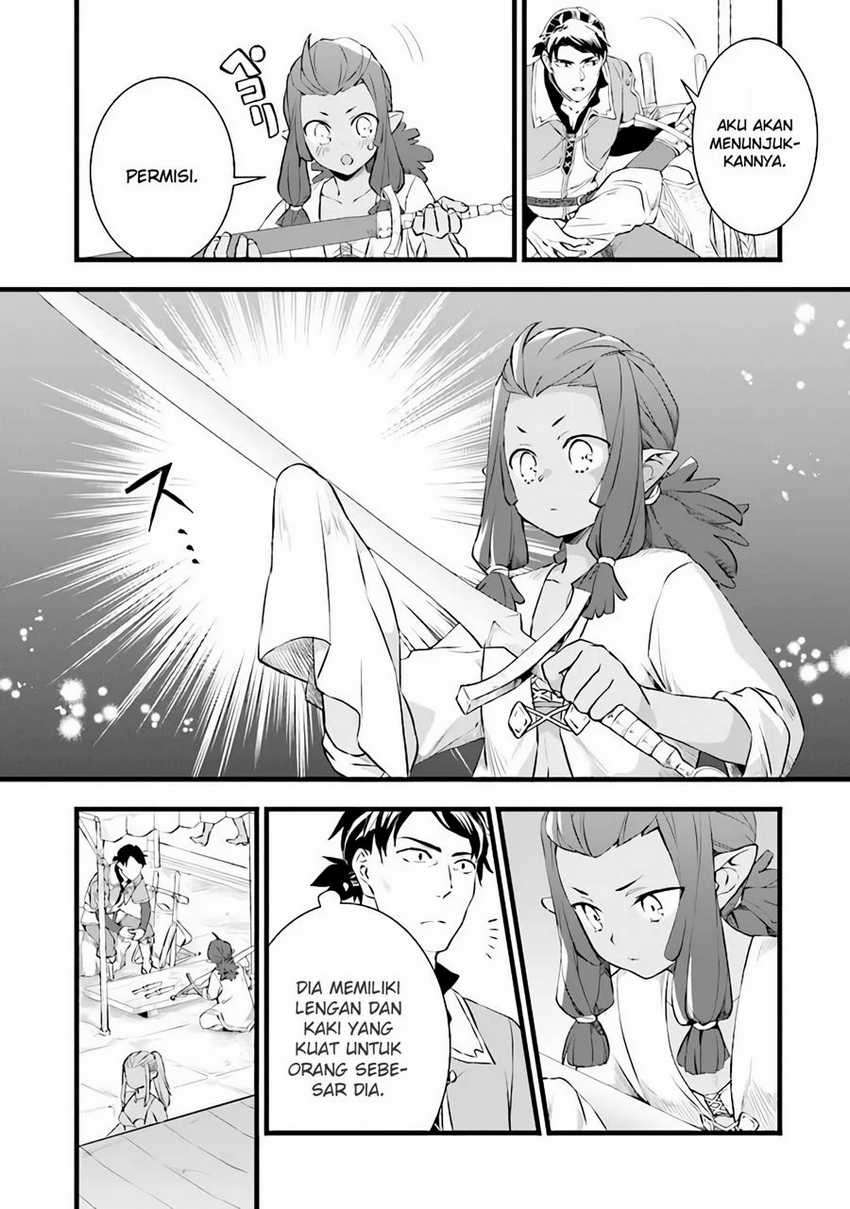 AKU AKAN
MENUNJUK-
KANNYA.
ペコリ
PERMISI.
ス…
DIA MEMILIKI
LENGAN DAN
KAKI YANG
KUAT UNTUK
ORANG SEBE-
SAR DIA.